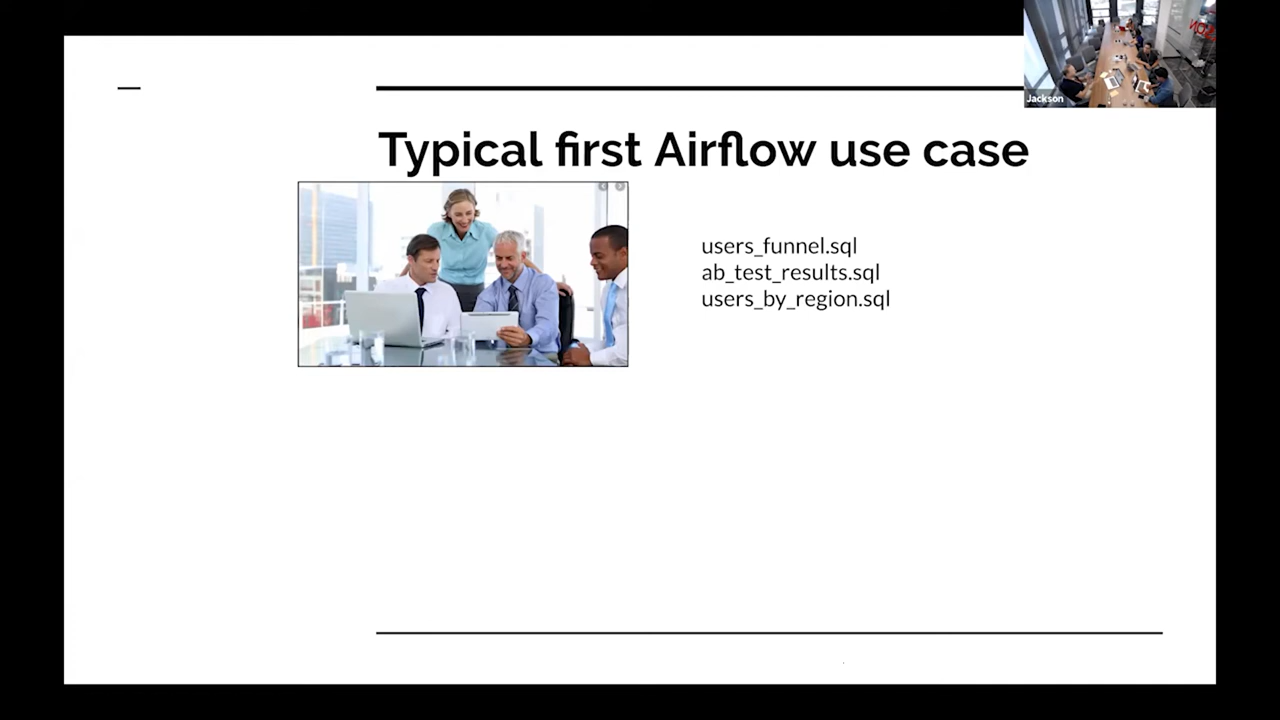 Typical first Airflow use case
users_funnel.sql
ab_test_results.sql
users_by_region.sql
Jackson